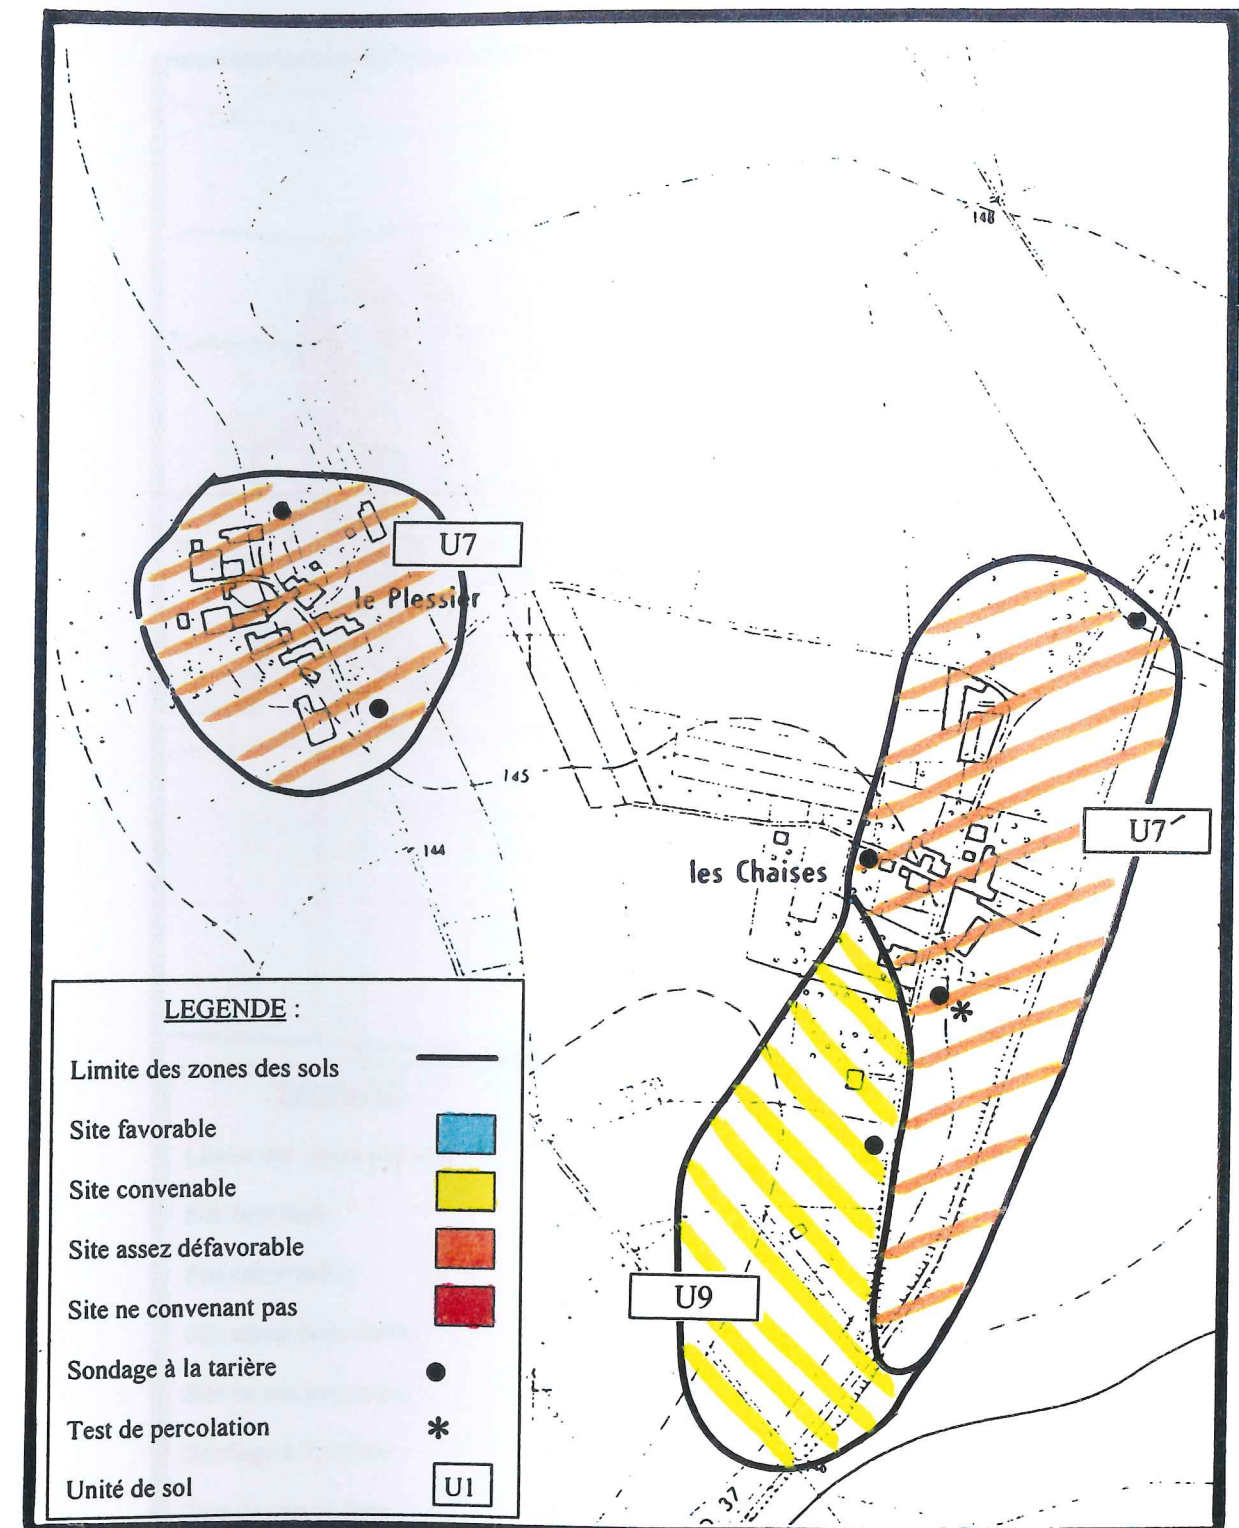 148
14
U7
le Plessier
145
U7'
144
les Chaises
LEGENDE :
Limite des zones des sols
Site favorable
Site convenable
Site assez défavorable
Site ne convenant pas
Sondage à la tarière
Test de percolation
Unité de sol U1
U9
37